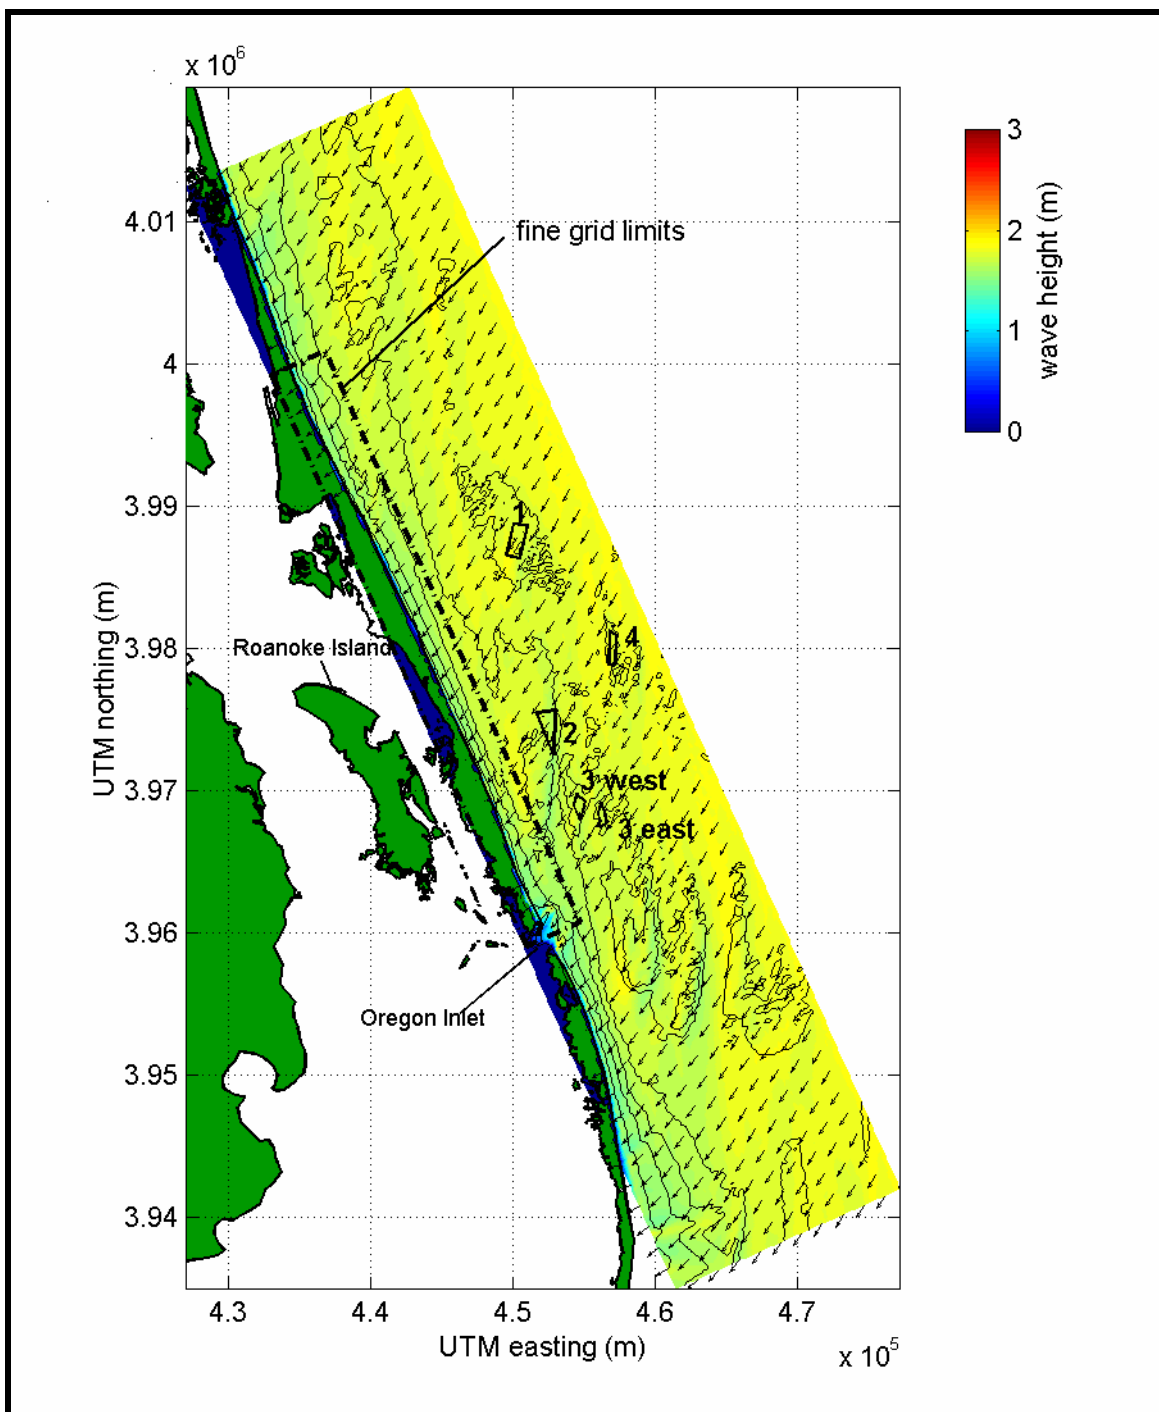 x 10^6
3
2
1
0
wave height (m)
fine grid limits
4.01
4
3.99
3.98
3.97
3.96
3.95
3.94
UTM northing (m)
1
4
2
3 west
3 east
Roanoke Island
Oregon Inlet
4.3
4.4
4.5
4.6
4.7
UTM easting (m)
x 10^5